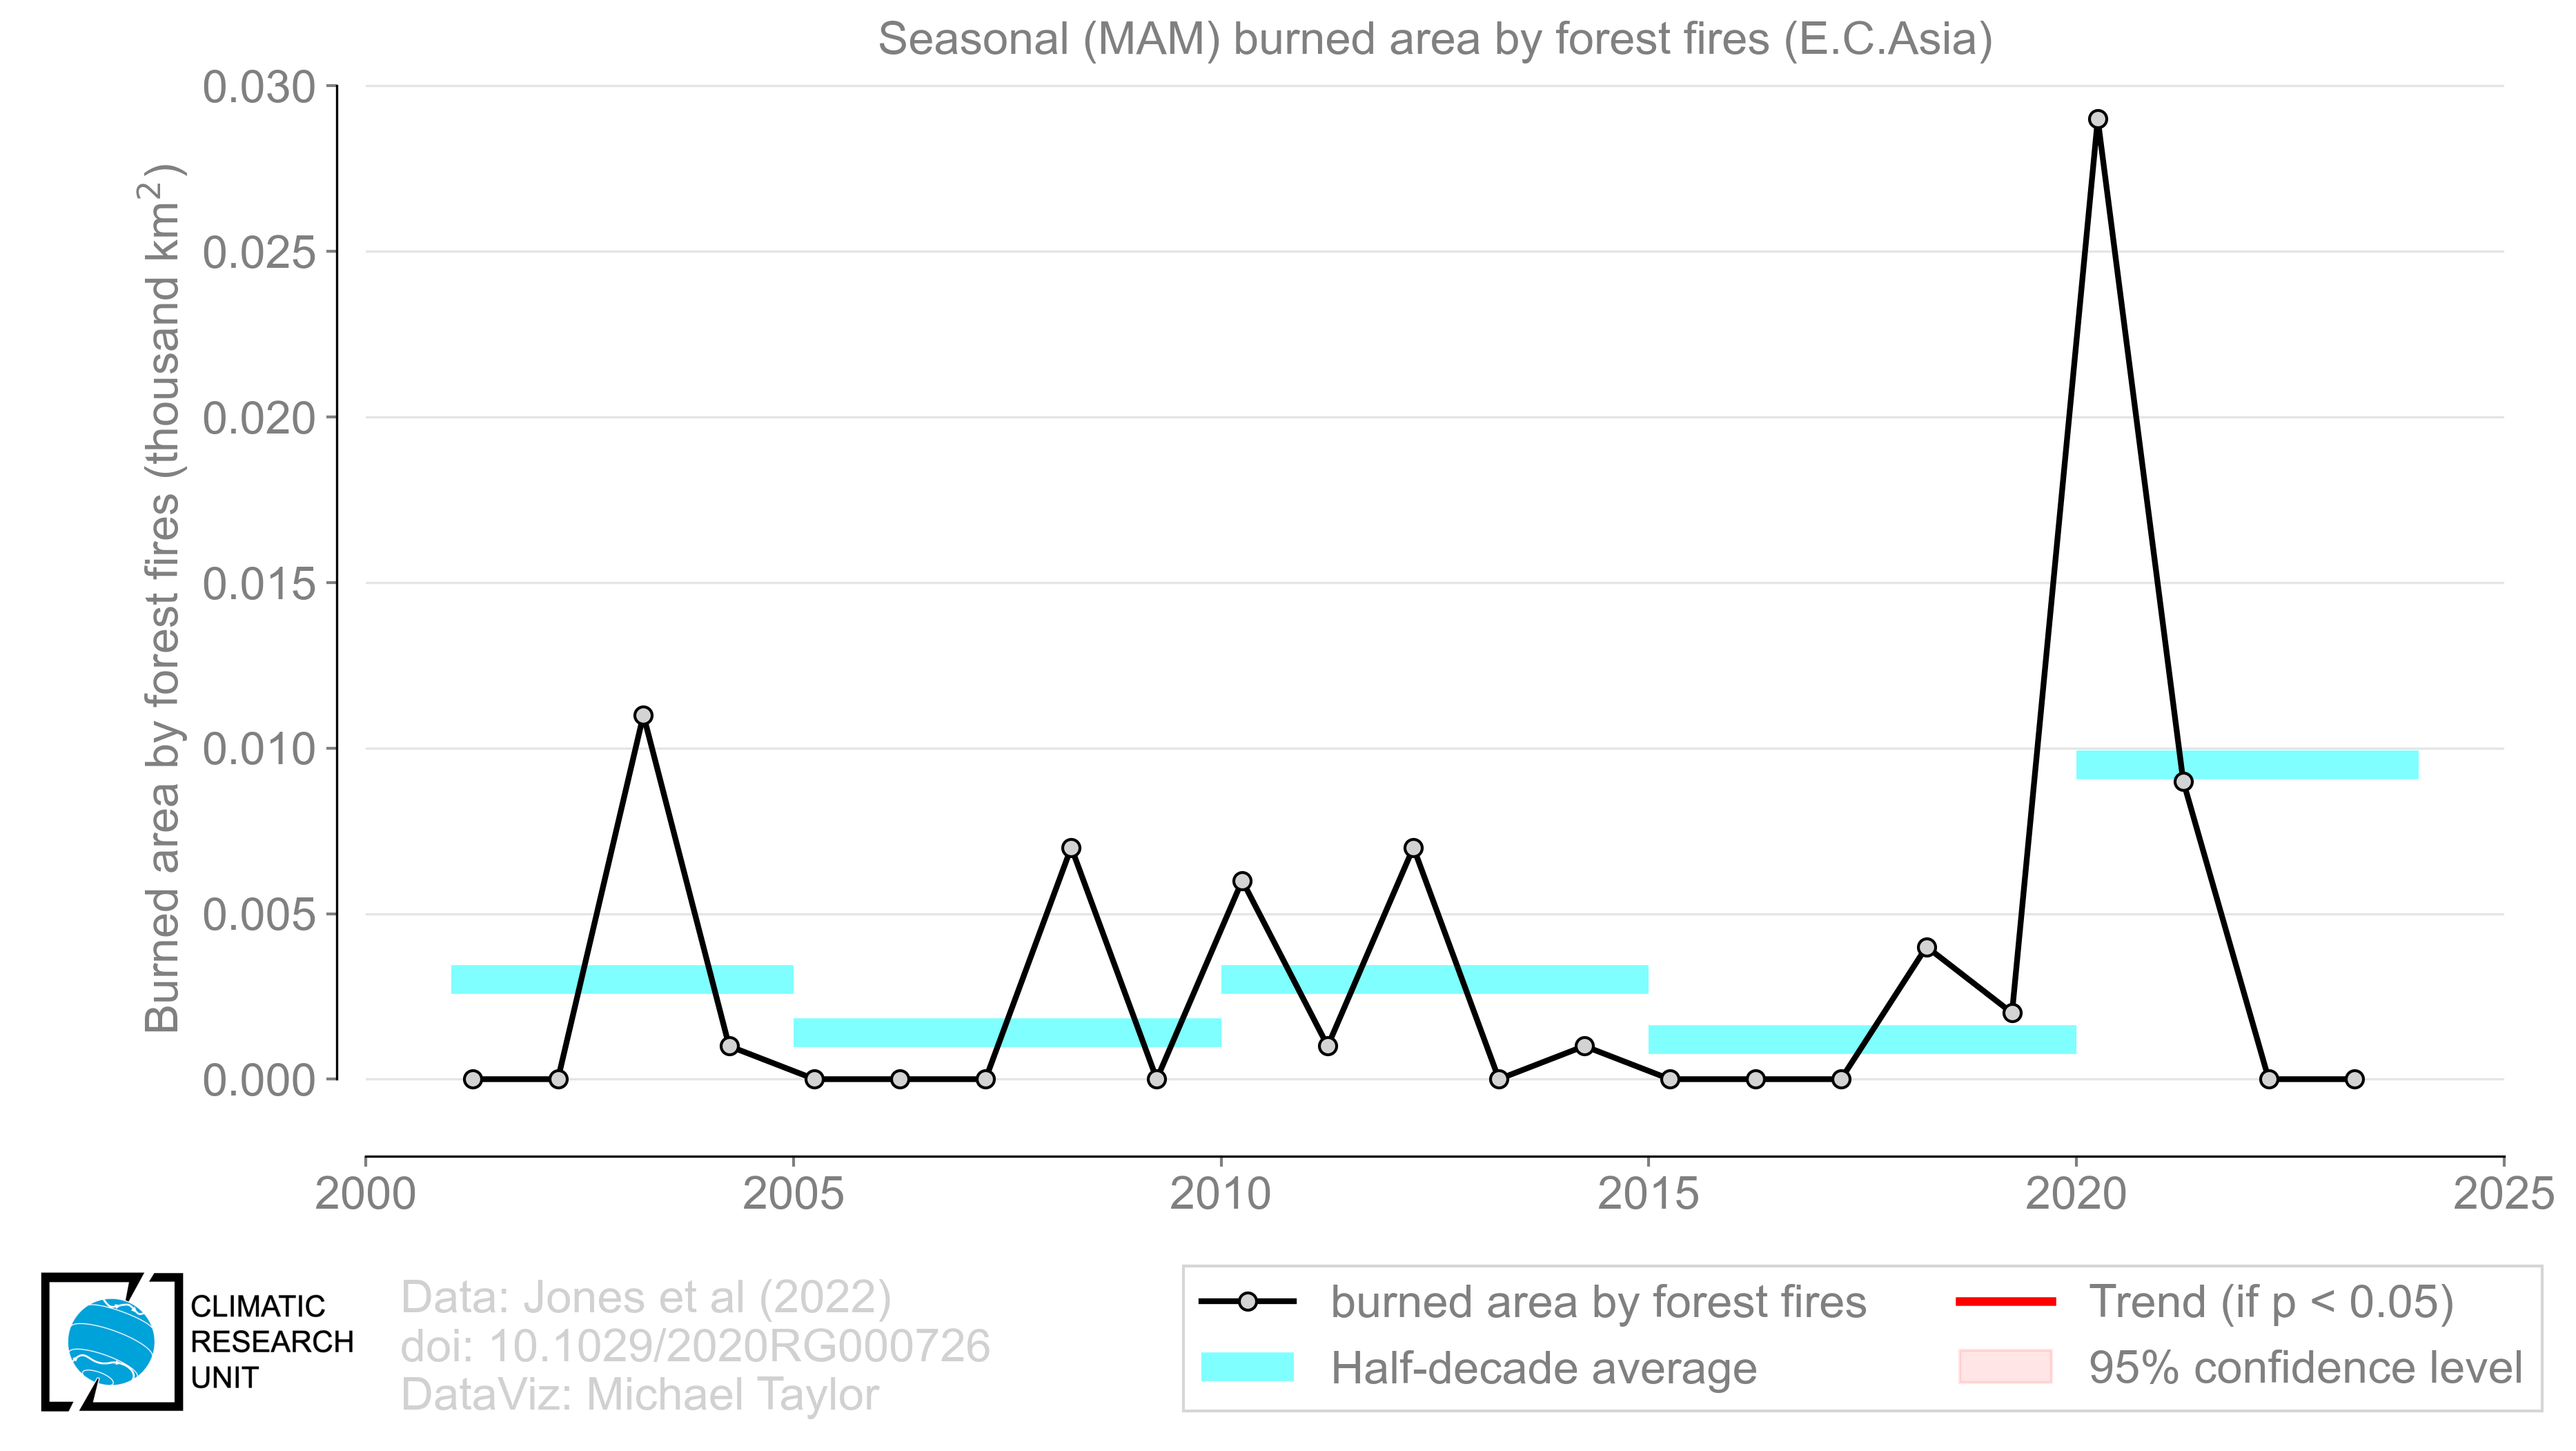 Seasonal (MAM) burned area by forest fires (E.C.Asia)
Burned area by forest fires (thousand km²)
0.030
0.025
0.020
0.015
0.010
0.005
0.000
2000 2005 2010 2015 2020 2025
CLIMATIC
RESEARCH
UNIT
Data: Jones et al (2022)
doi: 10.1029/2020RG000726
DataViz: Michael Taylor
burned area by forest fires
Half-decade average
Trend (if p < 0.05)
95% confidence level